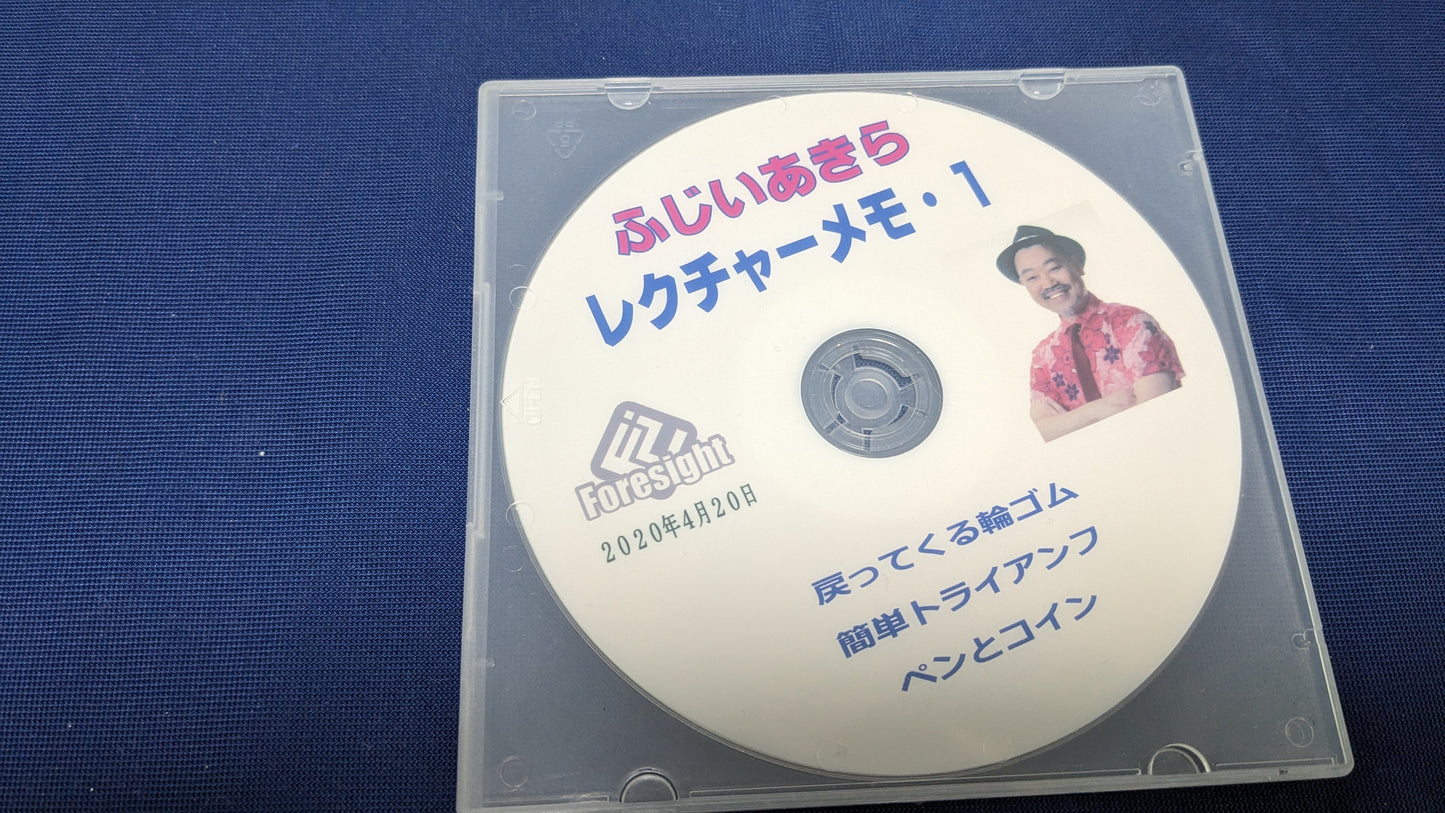 ふじいあきら
レクチャーメモ・1
Foresight
2020年4月20日
戻ってくる輪ゴム
簡単トライアンフ
ペンとコイン
OPEN